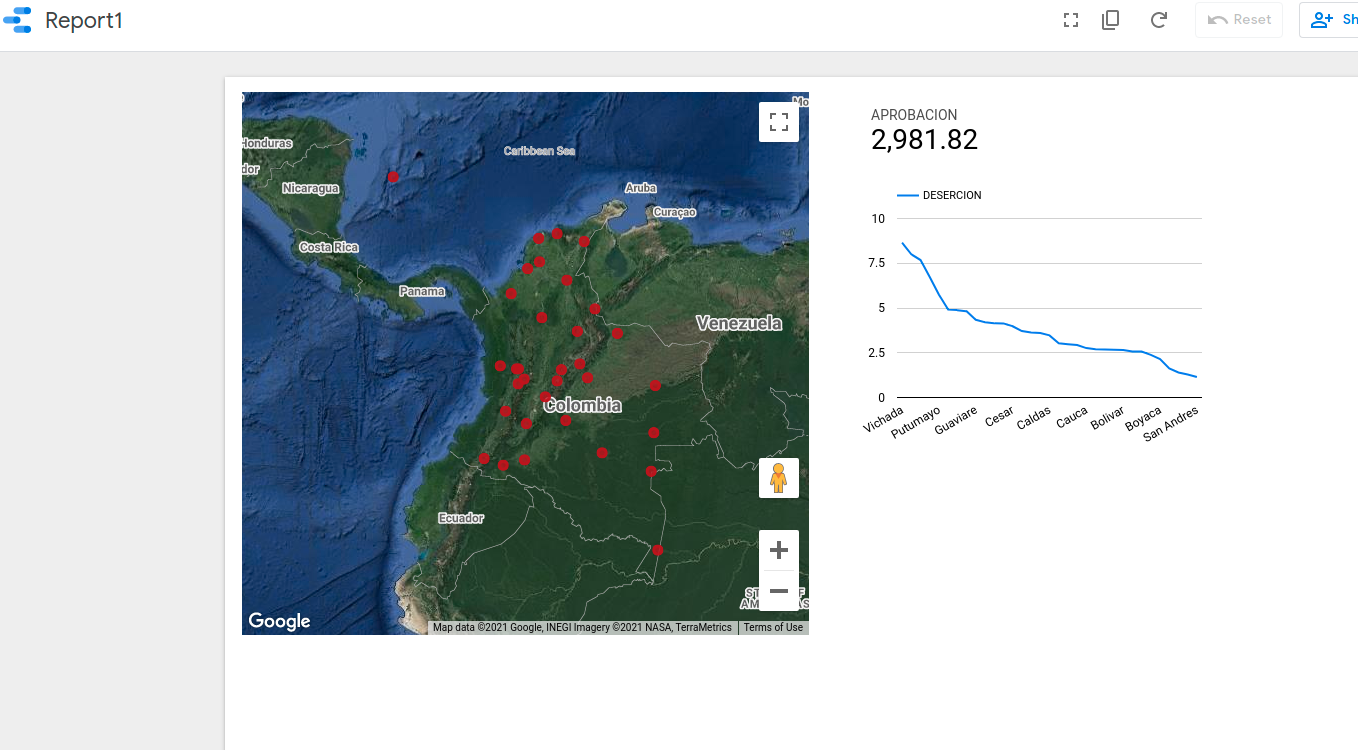 Report1
Reset
Sh
Mo
Honduras
Caribbean Sea
dor
Nicaragua
Aruba
Curaçao
Costa Rica
Panama
Venezuela
Colombia
Ecuador
Google
Map data ©2021 Google, INEGI Imagery ©2021 NASA, TerraMetrics
Terms of Use
APROBACION
2,981.82
DESERCION
10
7.5
5
2.5
0
Vichada
Putumayo
Guaviare
Cesar
Caldas
Cauca
Bolivar
Boyaca
San Andres